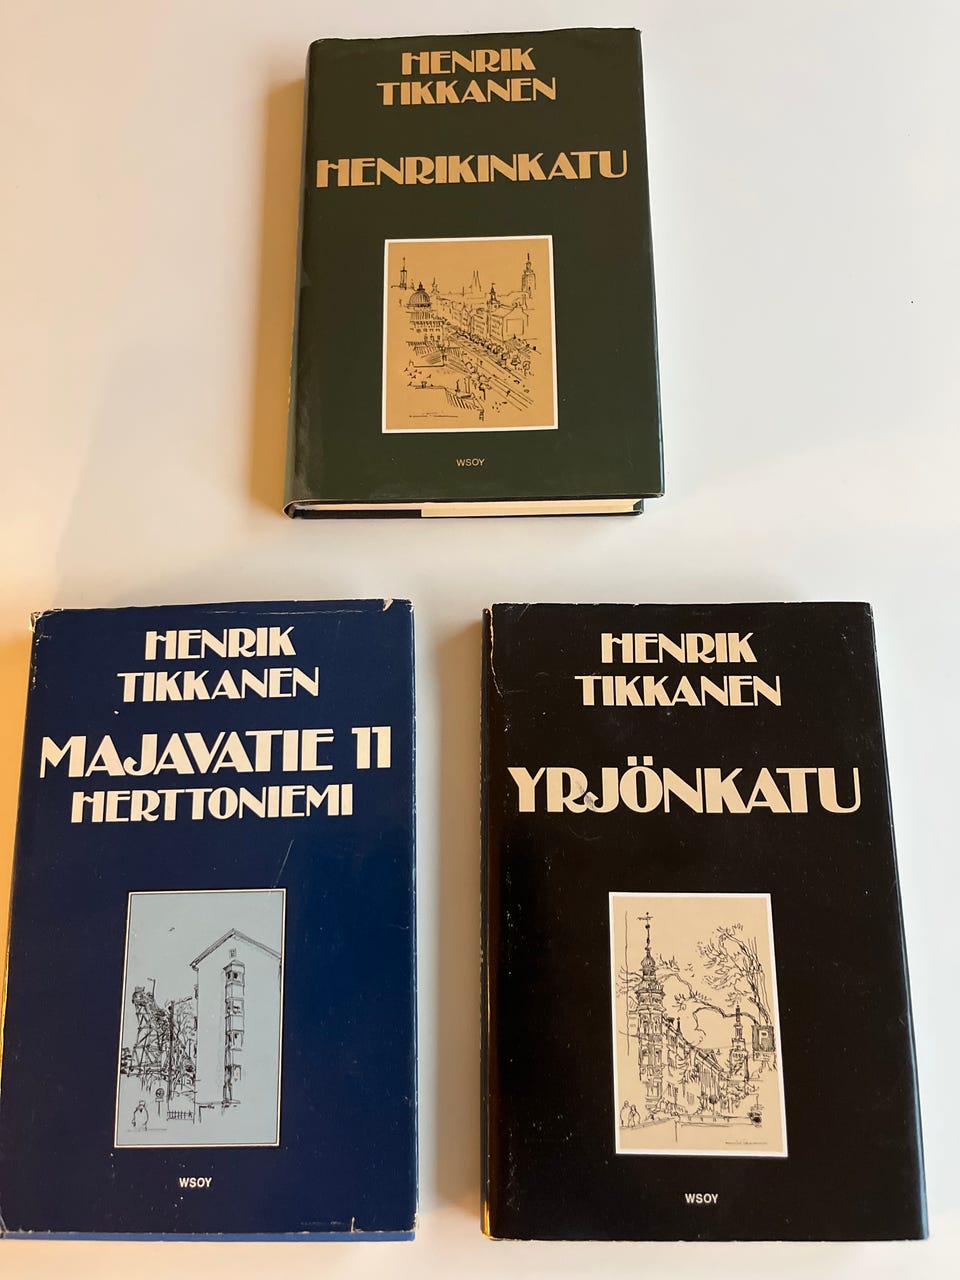 HENRIK
TIKKANEN
HENRIKINKATU
WSOY
HENRIK
TIKKANEN
MAJAVATIE 11
HERTTONIEMI
WSOY
HENRIK
TIKKANEN
YRJÖNKATU
P
WSOY